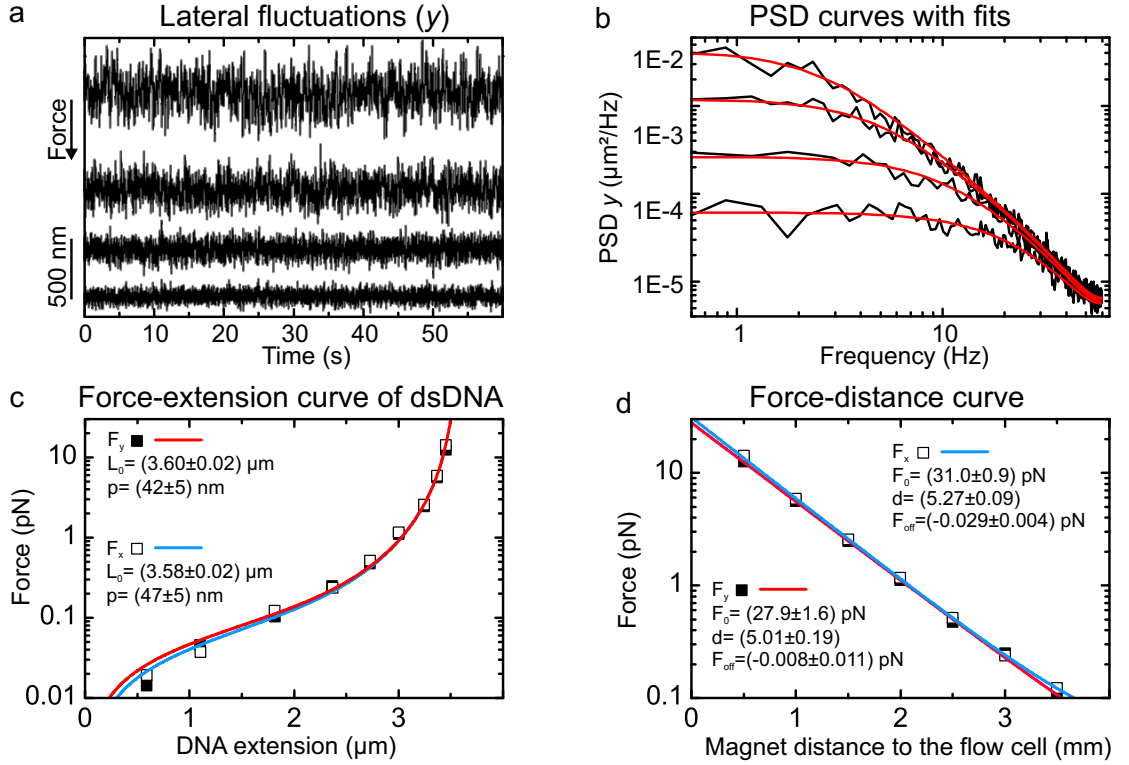 a
Lateral fluctuations (y)
Force
500 nm
0 10 20 30 40 50
Time (s)
b
PSD curves with fits
PSD y (µm²/Hz)
1E-2
1E-3
1E-4
1E-5
1 10
Frequency (Hz)
c
Force-extension curve of dsDNA
Force (pN)
10
1
0.1
0.01
Fy
L0= (3.60±0.02) µm
p= (42±5) nm
Fx
L0= (3.58±0.02) µm
p= (47±5) nm
0 1 2 3
DNA extension (µm)
d
Force-distance curve
Force (pN)
10
1
0.1
Fx
F0= (31.0±0.9) pN
d= (5.27±0.09)
Foff=(-0.029±0.004) pN
Fy
F0= (27.9±1.6) pN
d= (5.01±0.19)
Foff=(-0.008±0.011) pN
0 1 2 3
Magnet distance to the flow cell (mm)